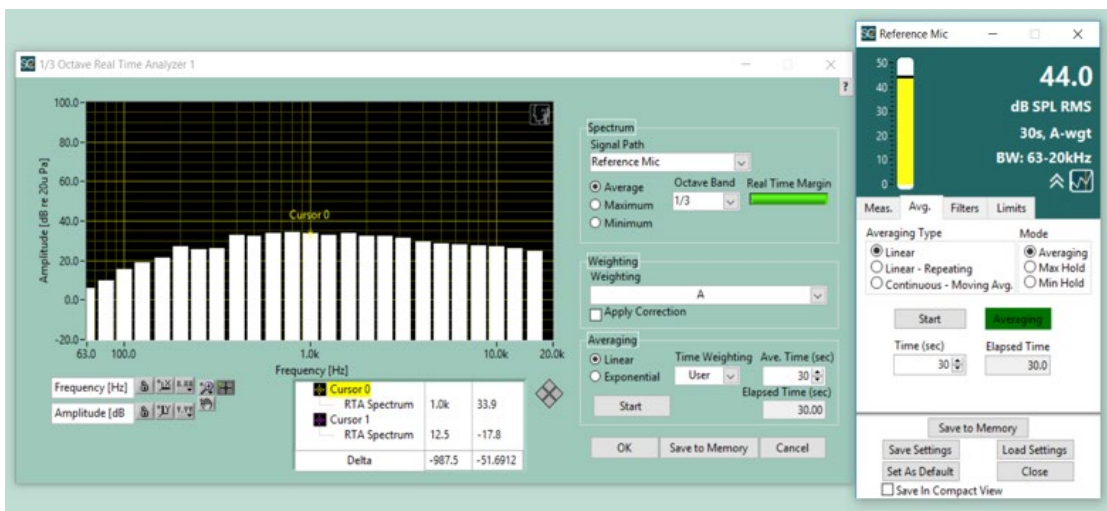 SC 1/3 Octave Real Time Analyzer 1
?
100.0
80.0
60.0
40.0
20.0
0.0
-20.0
Amplitude [dB re 20u Pa]
Cursor 0
63.0 100.0 1.0k 10.0k 20.0k
Frequency [Hz]
Frequency [Hz]
Amplitude [dB
Cursor 0
RTA Spectrum 1.0k 33.9
Cursor 1
RTA Spectrum 12.5 -17.8
Delta -987.5 -51.6912
Spectrum
Signal Path
Reference Mic
Average
Maximum
Minimum
Octave Band
1/3
Real Time Margin
Weighting
Weighting
A
Apply Correction
Averaging
Linear
Exponential
Time Weighting
User
Ave. Time (sec)
30
Elapsed Time (sec)
30.00
Start
OK
Save to Memory
Cancel
SC Reference Mic
50
40
30
20
10
0
44.0
dB SPL RMS
30s, A-wgt
BW: 63-20kHz
Meas. Avg. Filters Limits
Averaging Type
Linear
Linear - Repeating
Continuous - Moving Avg.
Mode
Averaging
Max Hold
Min Hold
Start
Averaging
Time (sec)
30
Elapsed Time
30.0
Save to Memory
Save Settings
Load Settings
Set As Default
Close
Save In Compact View